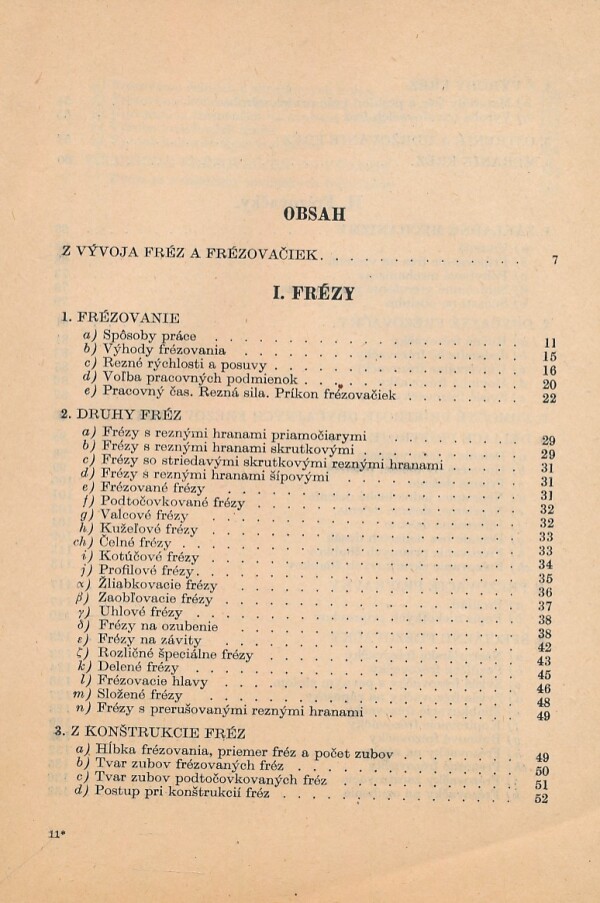 OBSAH
Z VÝVOJA FRÉZ A FRÉZOVAČIEK . . . . . . . . . . . . . 7
I. FRÉZY
1. FRÉZOVANIE
a) Spôsoby práce . . . . . . . . . . . . . . . . . 11
b) Výhody frézovania . . . . . . . . . . . . . . . . . 15
c) Rezné rýchlosti a posuvy . . . . . . . . . . . . . . . 16
d) Voľba pracovných podmienok . . . . . . . . . . . . . 20
e) Pracovný čas. Rezná sila. Príkon frézovačiek . . . . . . . . 22
2. DRUHY FRÉZ
a) Frézy s reznými hranami priamočiarymi . . . . . . . . . 29
b) Frézy s reznými hranami skrutkovými . . . . . . . . . . 29
c) Frézy so striedavými skrutkovými reznými hranami . . . . . 31
d) Frézy s reznými hranami šípovými . . . . . . . . . . . 31
e) Frézované frézy . . . . . . . . . . . . . . . . . 31
f) Podtočovkované frézy . . . . . . . . . . . . . . . 32
g) Valcové frézy . . . . . . . . . . . . . . . . . . 32
h) Kužeľové frézy . . . . . . . . . . . . . . . . . 33
ch) Čelné frézy . . . . . . . . . . . . . . . . . . 33
i) Kotúčové frézy . . . . . . . . . . . . . . . . . 34
j) Profilové frézy . . . . . . . . . . . . . . . . . 35
α) Žliabkovacie frézy . . . . . . . . . . . . . . . . 36
β) Zaobľovacie frézy . . . . . . . . . . . . . . . . 37
γ) Uhlové frézy . . . . . . . . . . . . . . . . . . 38
δ) Frézy na ozubenie . . . . . . . . . . . . . . . . 38
ε) Frézy na závity . . . . . . . . . . . . . . . . . 42
ζ) Rozličné špeciálne frézy . . . . . . . . . . . . . . 43
k) Delené frézy . . . . . . . . . . . . . . . . . . 45
l) Frézovacie hlavy . . . . . . . . . . . . . . . . . 46
m) Složené frézy . . . . . . . . . . . . . . . . . . 48
n) Frézy s prerušovanými reznými hranami . . . . . . . . . 49
3. Z KONŠTRUKCIE FRÉZ
a) Hĺbka frézovania, priemer fréz a počet zubov . . . . . . . . 49
b) Tvar zubov frézovaných fréz . . . . . . . . . . . . . 50
c) Tvar zubov podtočovkovaných fréz . . . . . . . . . . . 51
d) Postup pri konštrukcií fréz . . . . . . . . . . . . . . 52
11*